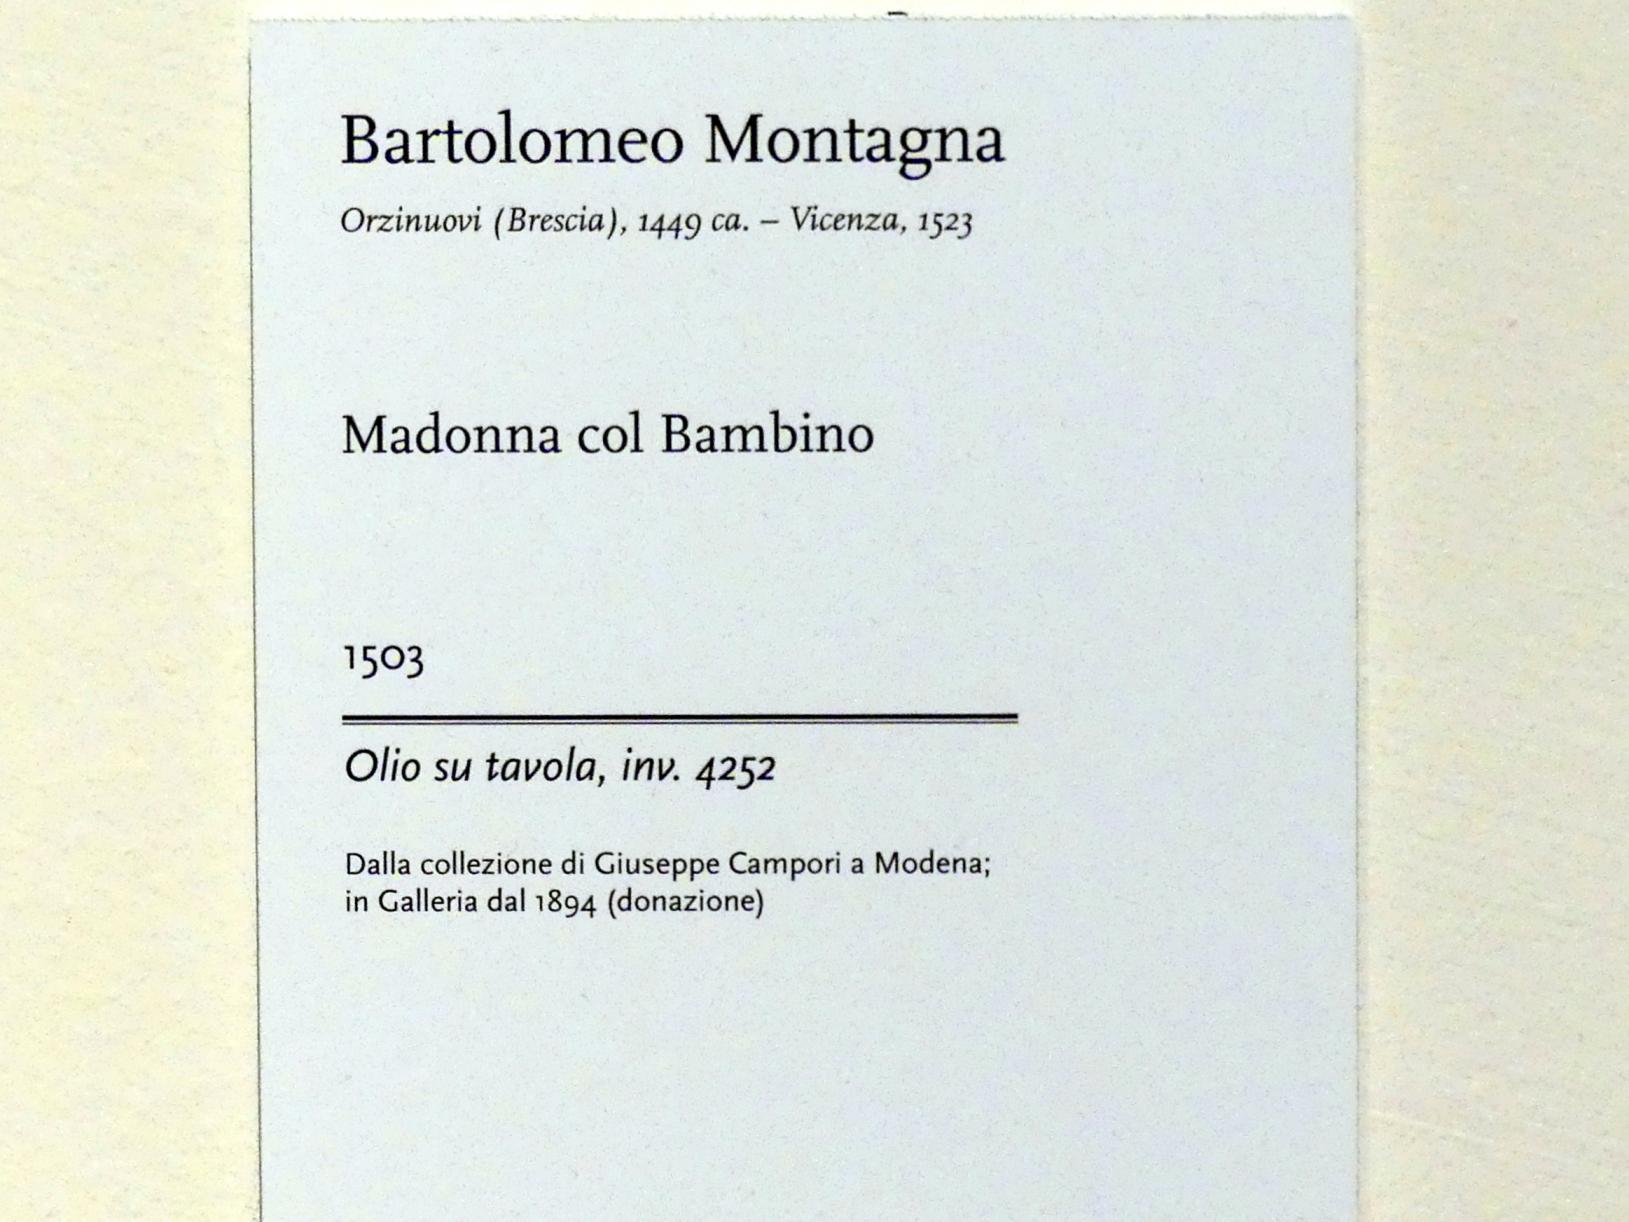 Bartolomeo Montagna
Orzinuovi (Brescia), 1449 ca. – Vicenza, 1523
Madonna col Bambino
1503
Olio su tavola, inv. 4252
Dalla collezione di Giuseppe Campori a Modena;
in Galleria dal 1894 (donazione)